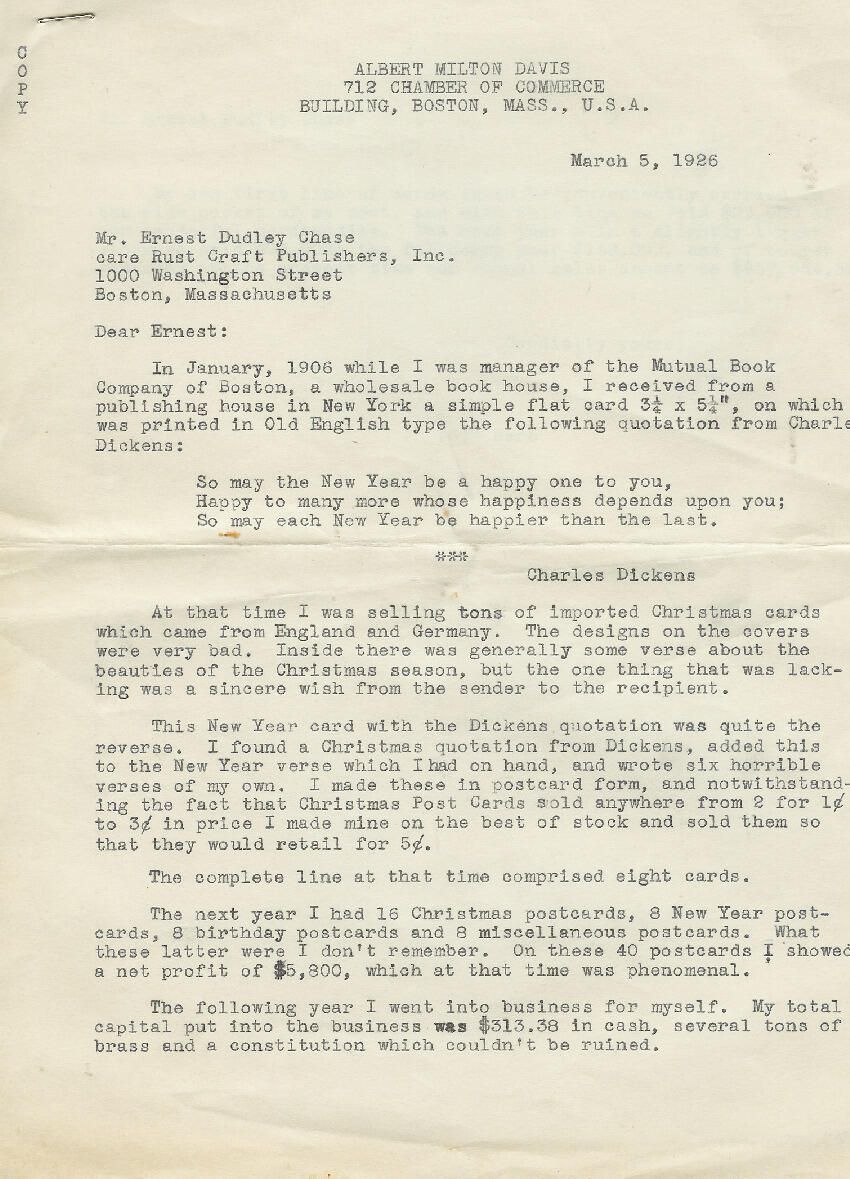 C
O
P
Y
ALBERT MILTON DAVIS
712 CHAMBER OF COMMERCE
BUILDING, BOSTON, MASS., U.S.A.
March 5, 1926
Mr. Ernest Dudley Chase
care Rust Craft Publishers, Inc.
1000 Washington Street
Boston, Massachusetts
Dear Ernest:
In January, 1906 while I was manager of the Mutual Book
Company of Boston, a wholesale book house, I received from a
publishing house in New York a simple flat card 3¼ x 5¼", on which
was printed in Old English type the following quotation from Charle
Dickens:
So may the New Year be a happy one to you,
Happy to many more whose happiness depends upon you;
So may each New Year be happier than the last.
***
Charles Dickens
At that time I was selling tons of imported Christmas cards
which came from England and Germany. The designs on the covers
were very bad. Inside there was generally some verse about the
beauties of the Christmas season, but the one thing that was lack-
ing was a sincere wish from the sender to the recipient.
This New Year card with the Dickens quotation was quite the
reverse. I found a Christmas quotation from Dickens, added this
to the New Year verse which I had on hand, and wrote six horrible
verses of my own. I made these in postcard form, and notwithstand-
ing the fact that Christmas Post Cards sold anywhere from 2 for 1¢
to 3¢ in price I made mine on the best of stock and sold them so
that they would retail for 5¢.
The complete line at that time comprised eight cards.
The next year I had 16 Christmas postcards, 8 New Year post-
cards, 8 birthday postcards and 8 miscellaneous postcards. What
these latter were I don't remember. On these 40 postcards I showed
a net profit of $5,800, which at that time was phenomenal.
The following year I went into business for myself. My total
capital put into the business was $313.38 in cash, several tons of
brass and a constitution which couldn't be ruined.